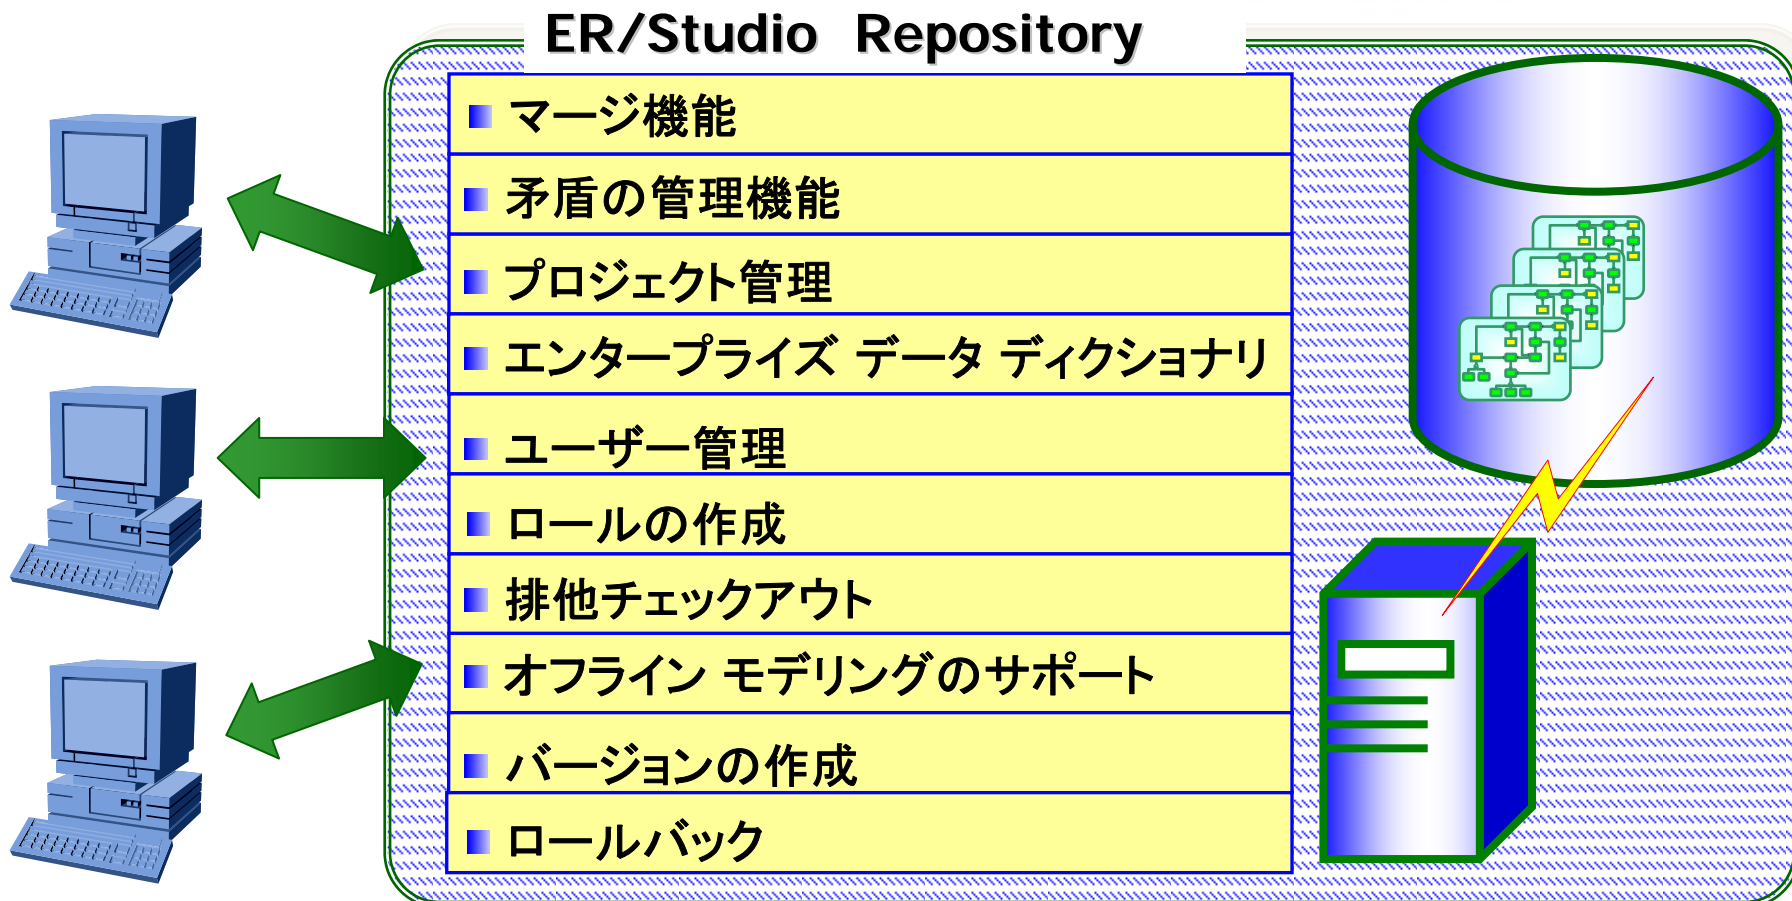 ER/Studio Repository
マージ機能
矛盾の管理機能
プロジェクト管理
エンタープライズ データ ディクショナリ
ユーザー管理
ロールの作成
排他チェックアウト
オフライン モデリングのサポート
バージョンの作成
ロールバック